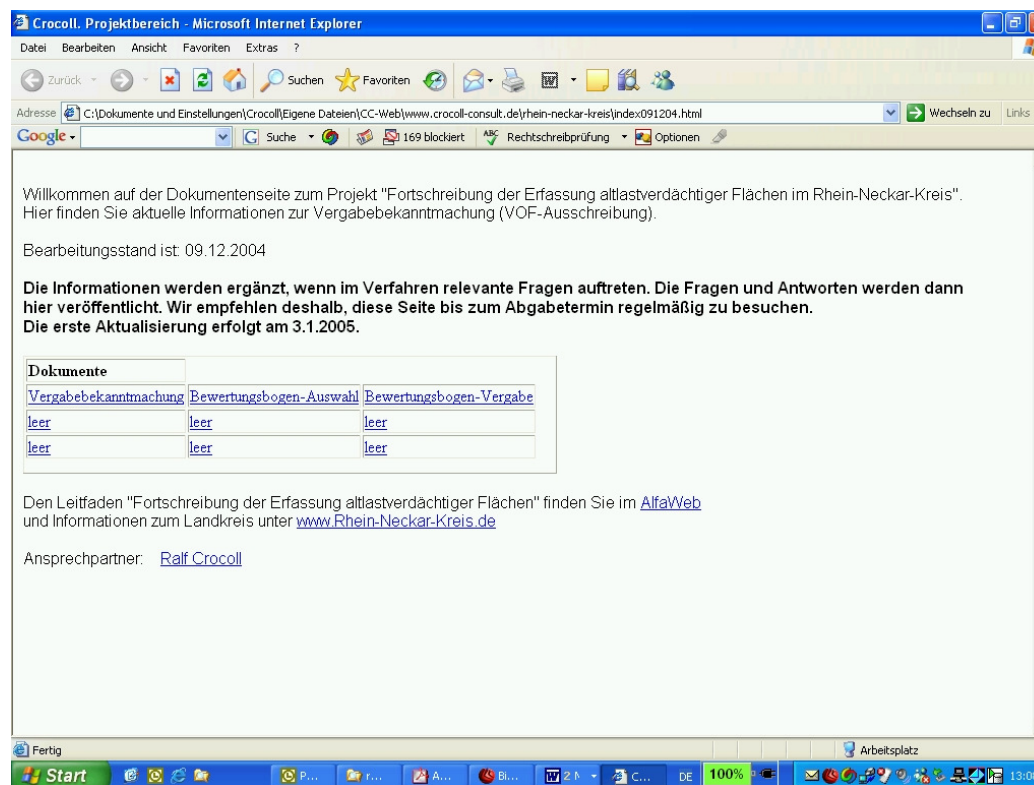 Crocoll. Projektbereich - Microsoft Internet Explorer
Datei Bearbeiten Ansicht Favoriten Extras ?
Zurück Suchen Favoriten
Adresse C:\Dokumente und Einstellungen\Crocoll\Eigene Dateien\CC-Web\www.crocoll-consult.de\rhein-neckar-kreis\index091204.html Wechseln zu Links
Google Suche 169 blockiert ABC Rechtschreibprüfung Optionen
Willkommen auf der Dokumentenseite zum Projekt "Fortschreibung der Erfassung altlastverdächtiger Flächen im Rhein-Neckar-Kreis".
Hier finden Sie aktuelle Informationen zur Vergabebekanntmachung (VOF-Ausschreibung).
Bearbeitungsstand ist: 09.12.2004
Die Informationen werden ergänzt, wenn im Verfahren relevante Fragen auftreten. Die Fragen und Antworten werden dann
hier veröffentlicht. Wir empfehlen deshalb, diese Seite bis zum Abgabetermin regelmäßig zu besuchen.
Die erste Aktualisierung erfolgt am 3.1.2005.
Dokumente
Vergabebekanntmachung Bewertungsbogen-Auswahl Bewertungsbogen-Vergabe
leer leer leer
leer leer leer
Den Leitfaden "Fortschreibung der Erfassung altlastverdächtiger Flächen" finden Sie im AlfaWeb
und Informationen zum Landkreis unter www.Rhein-Neckar-Kreis.de
Ansprechpartner: Ralf Crocoll
Fertig Arbeitsplatz
Start P... r... A... Bi... 2 C... DE 100% 13:0